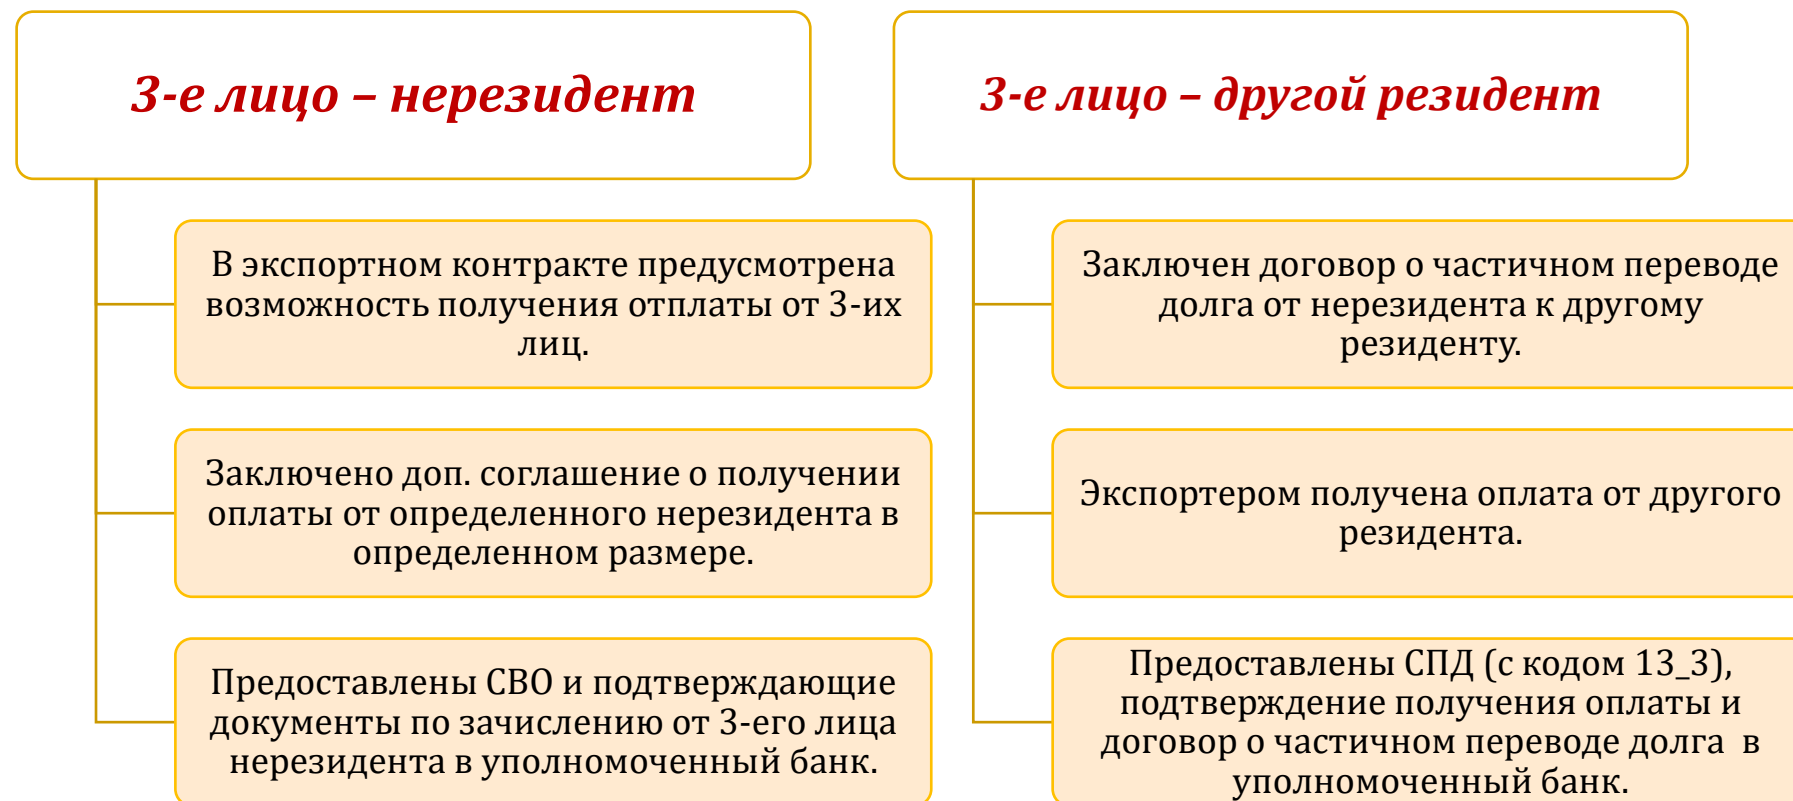 3-е лицо – нерезидент
В экспортном контракте предусмотрена
возможность получения отплаты от 3-их
лиц.
Заключено доп. соглашение о получении
оплаты от определенного нерезидента в
определенном размере.
Предоставлены СВО и подтверждающие
документы по зачислению от 3-его лица
нерезидента в уполномоченный банк.
3-е лицо – другой резидент
Заключен договор о частичном переводе
долга от нерезидента к другому
резиденту.
Экспортером получена оплата от другого
резидента.
Предоставлены СПД (с кодом 13_3),
подтверждение получения оплаты и
договор о частичном переводе долга в
уполномоченный банк.